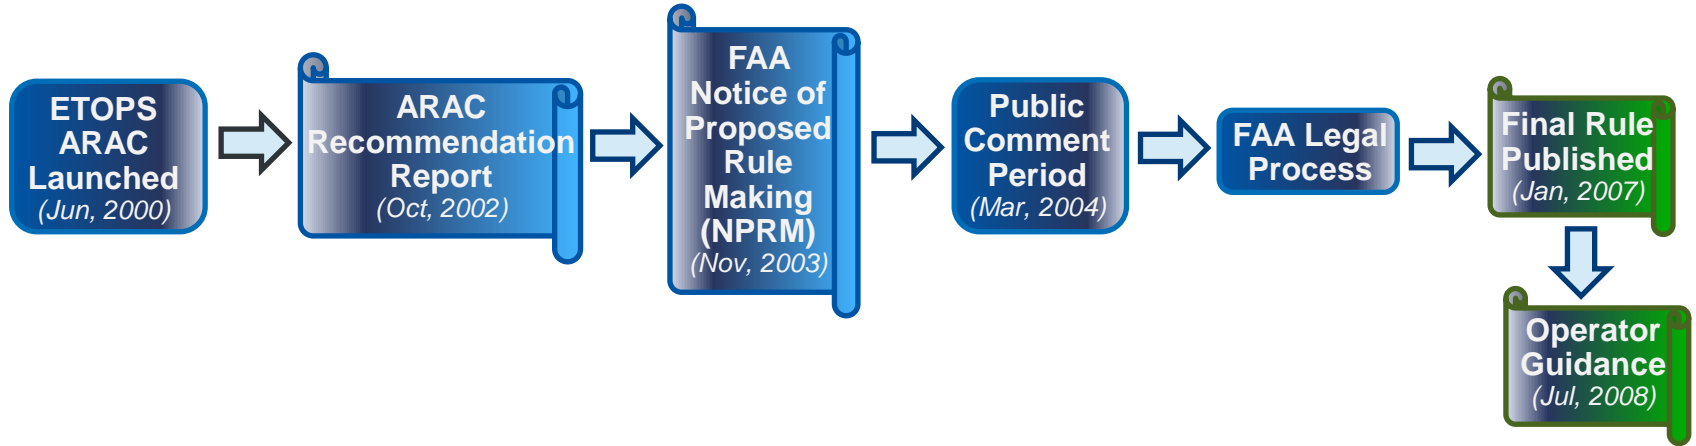 ETOPS
ARAC
Launched
(Jun, 2000)
ARAC
Recommendation
Report
(Oct, 2002)
FAA
Notice of
Proposed
Rule
Making
(NPRM)
(Nov, 2003)
Public
Comment
Period
(Mar, 2004)
FAA Legal
Process
Final Rule
Published
(Jan, 2007)
Operator
Guidance
(Jul, 2008)